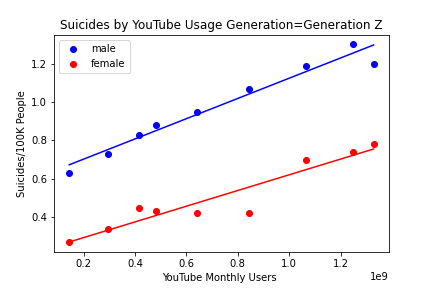 Suicides by YouTube Usage Generation=Generation Z
male
female
Suicides/100K People
1.2
1.0
0.8
0.6
0.4
0.2 0.4 0.6 0.8 1.0 1.2
1e9
YouTube Monthly Users